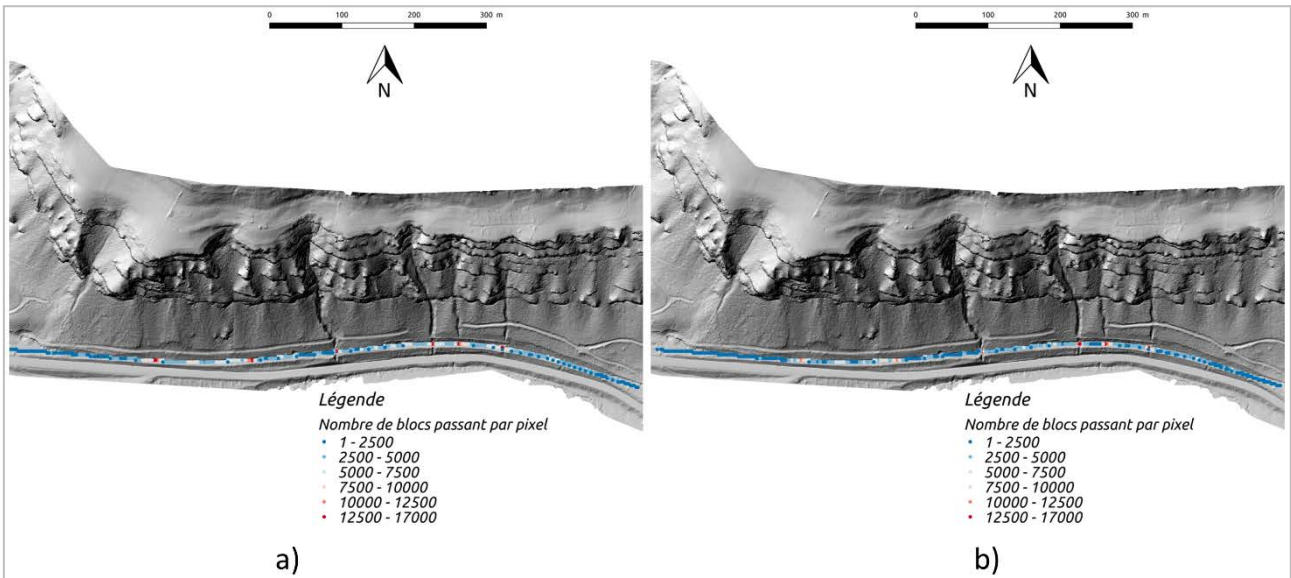 0 100 200 300 m
N
Légende
Nombre de blocs passant par pixel
1 - 2500
2500 - 5000
5000 - 7500
7500 - 10000
10000 - 12500
12500 - 17000
a)
0 100 200 300 m
N
Légende
Nombre de blocs passant par pixel
1 - 2500
2500 - 5000
5000 - 7500
7500 - 10000
10000 - 12500
12500 - 17000
b)